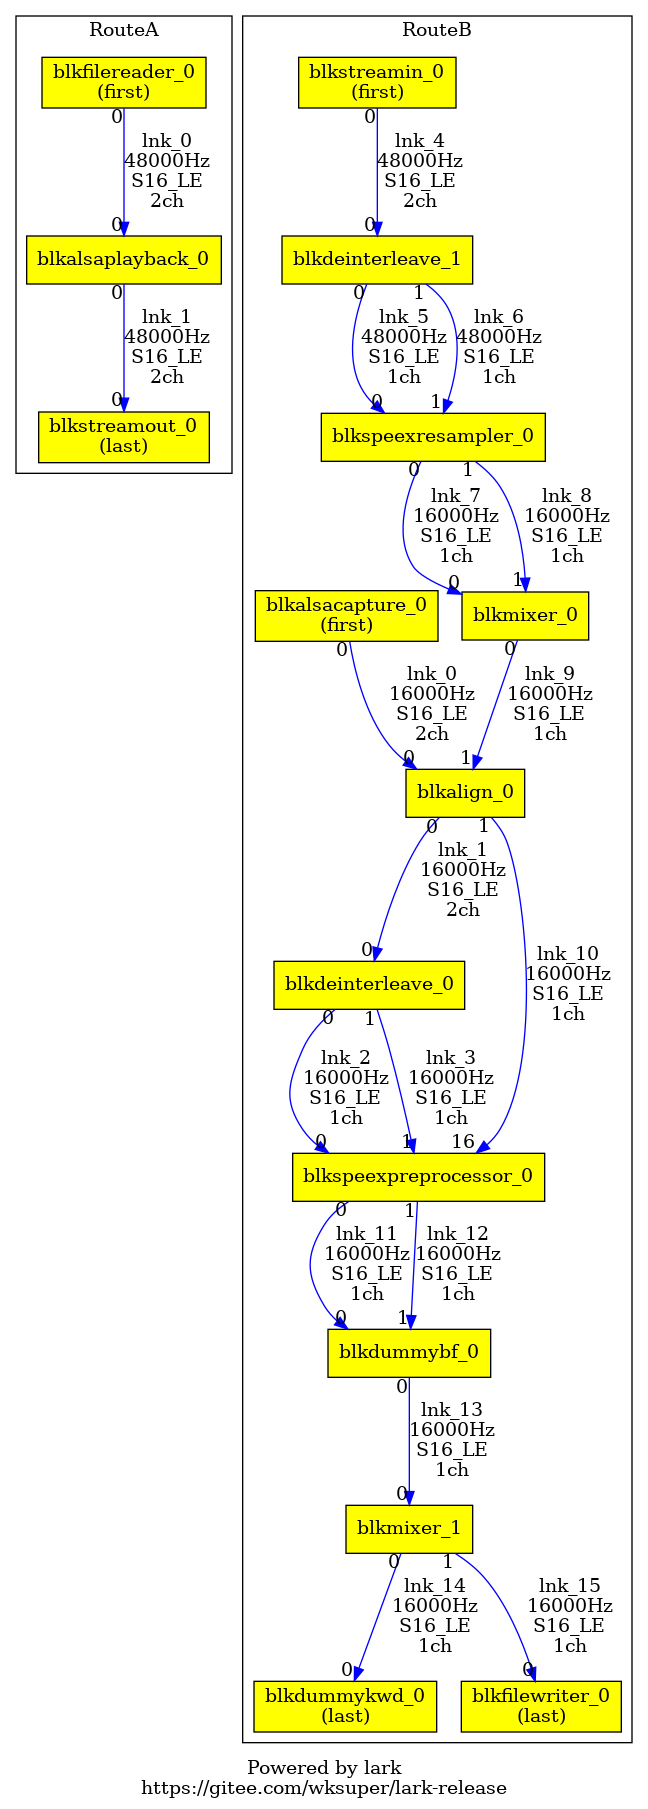 RouteA
blkfilereader_0
(first)
0
lnk_0
48000Hz
S16_LE
2ch
0
blkalsaplayback_0
0
lnk_1
48000Hz
S16_LE
2ch
0
blkstreamout_0
(last)
RouteB
blkstreamin_0
(first)
0
lnk_4
48000Hz
S16_LE
2ch
0
blkdeinterleave_1
0
1
lnk_5
48000Hz
S16_LE
1ch
lnk_6
48000Hz
S16_LE
1ch
0
1
blkspeexresampler_0
0
1
lnk_7
16000Hz
S16_LE
1ch
lnk_8
16000Hz
S16_LE
1ch
0
1
blkalsacapture_0
(first)
blkmixer_0
0
0
lnk_0
16000Hz
S16_LE
2ch
lnk_9
16000Hz
S16_LE
1ch
0
1
blkalign_0
0
1
lnk_1
16000Hz
S16_LE
2ch
0
lnk_10
16000Hz
S16_LE
1ch
blkdeinterleave_0
0
1
lnk_2
16000Hz
S16_LE
1ch
lnk_3
16000Hz
S16_LE
1ch
0
1
16
blkspeexpreprocessor_0
0
1
lnk_11
16000Hz
S16_LE
1ch
lnk_12
16000Hz
S16_LE
1ch
0
1
blkdummybf_0
0
lnk_13
16000Hz
S16_LE
1ch
0
blkmixer_1
0
1
lnk_14
16000Hz
S16_LE
1ch
lnk_15
16000Hz
S16_LE
1ch
0
0
blkdummykwd_0
(last)
blkfilewriter_0
(last)
Powered by lark
https://gitee.com/wksuper/lark-release